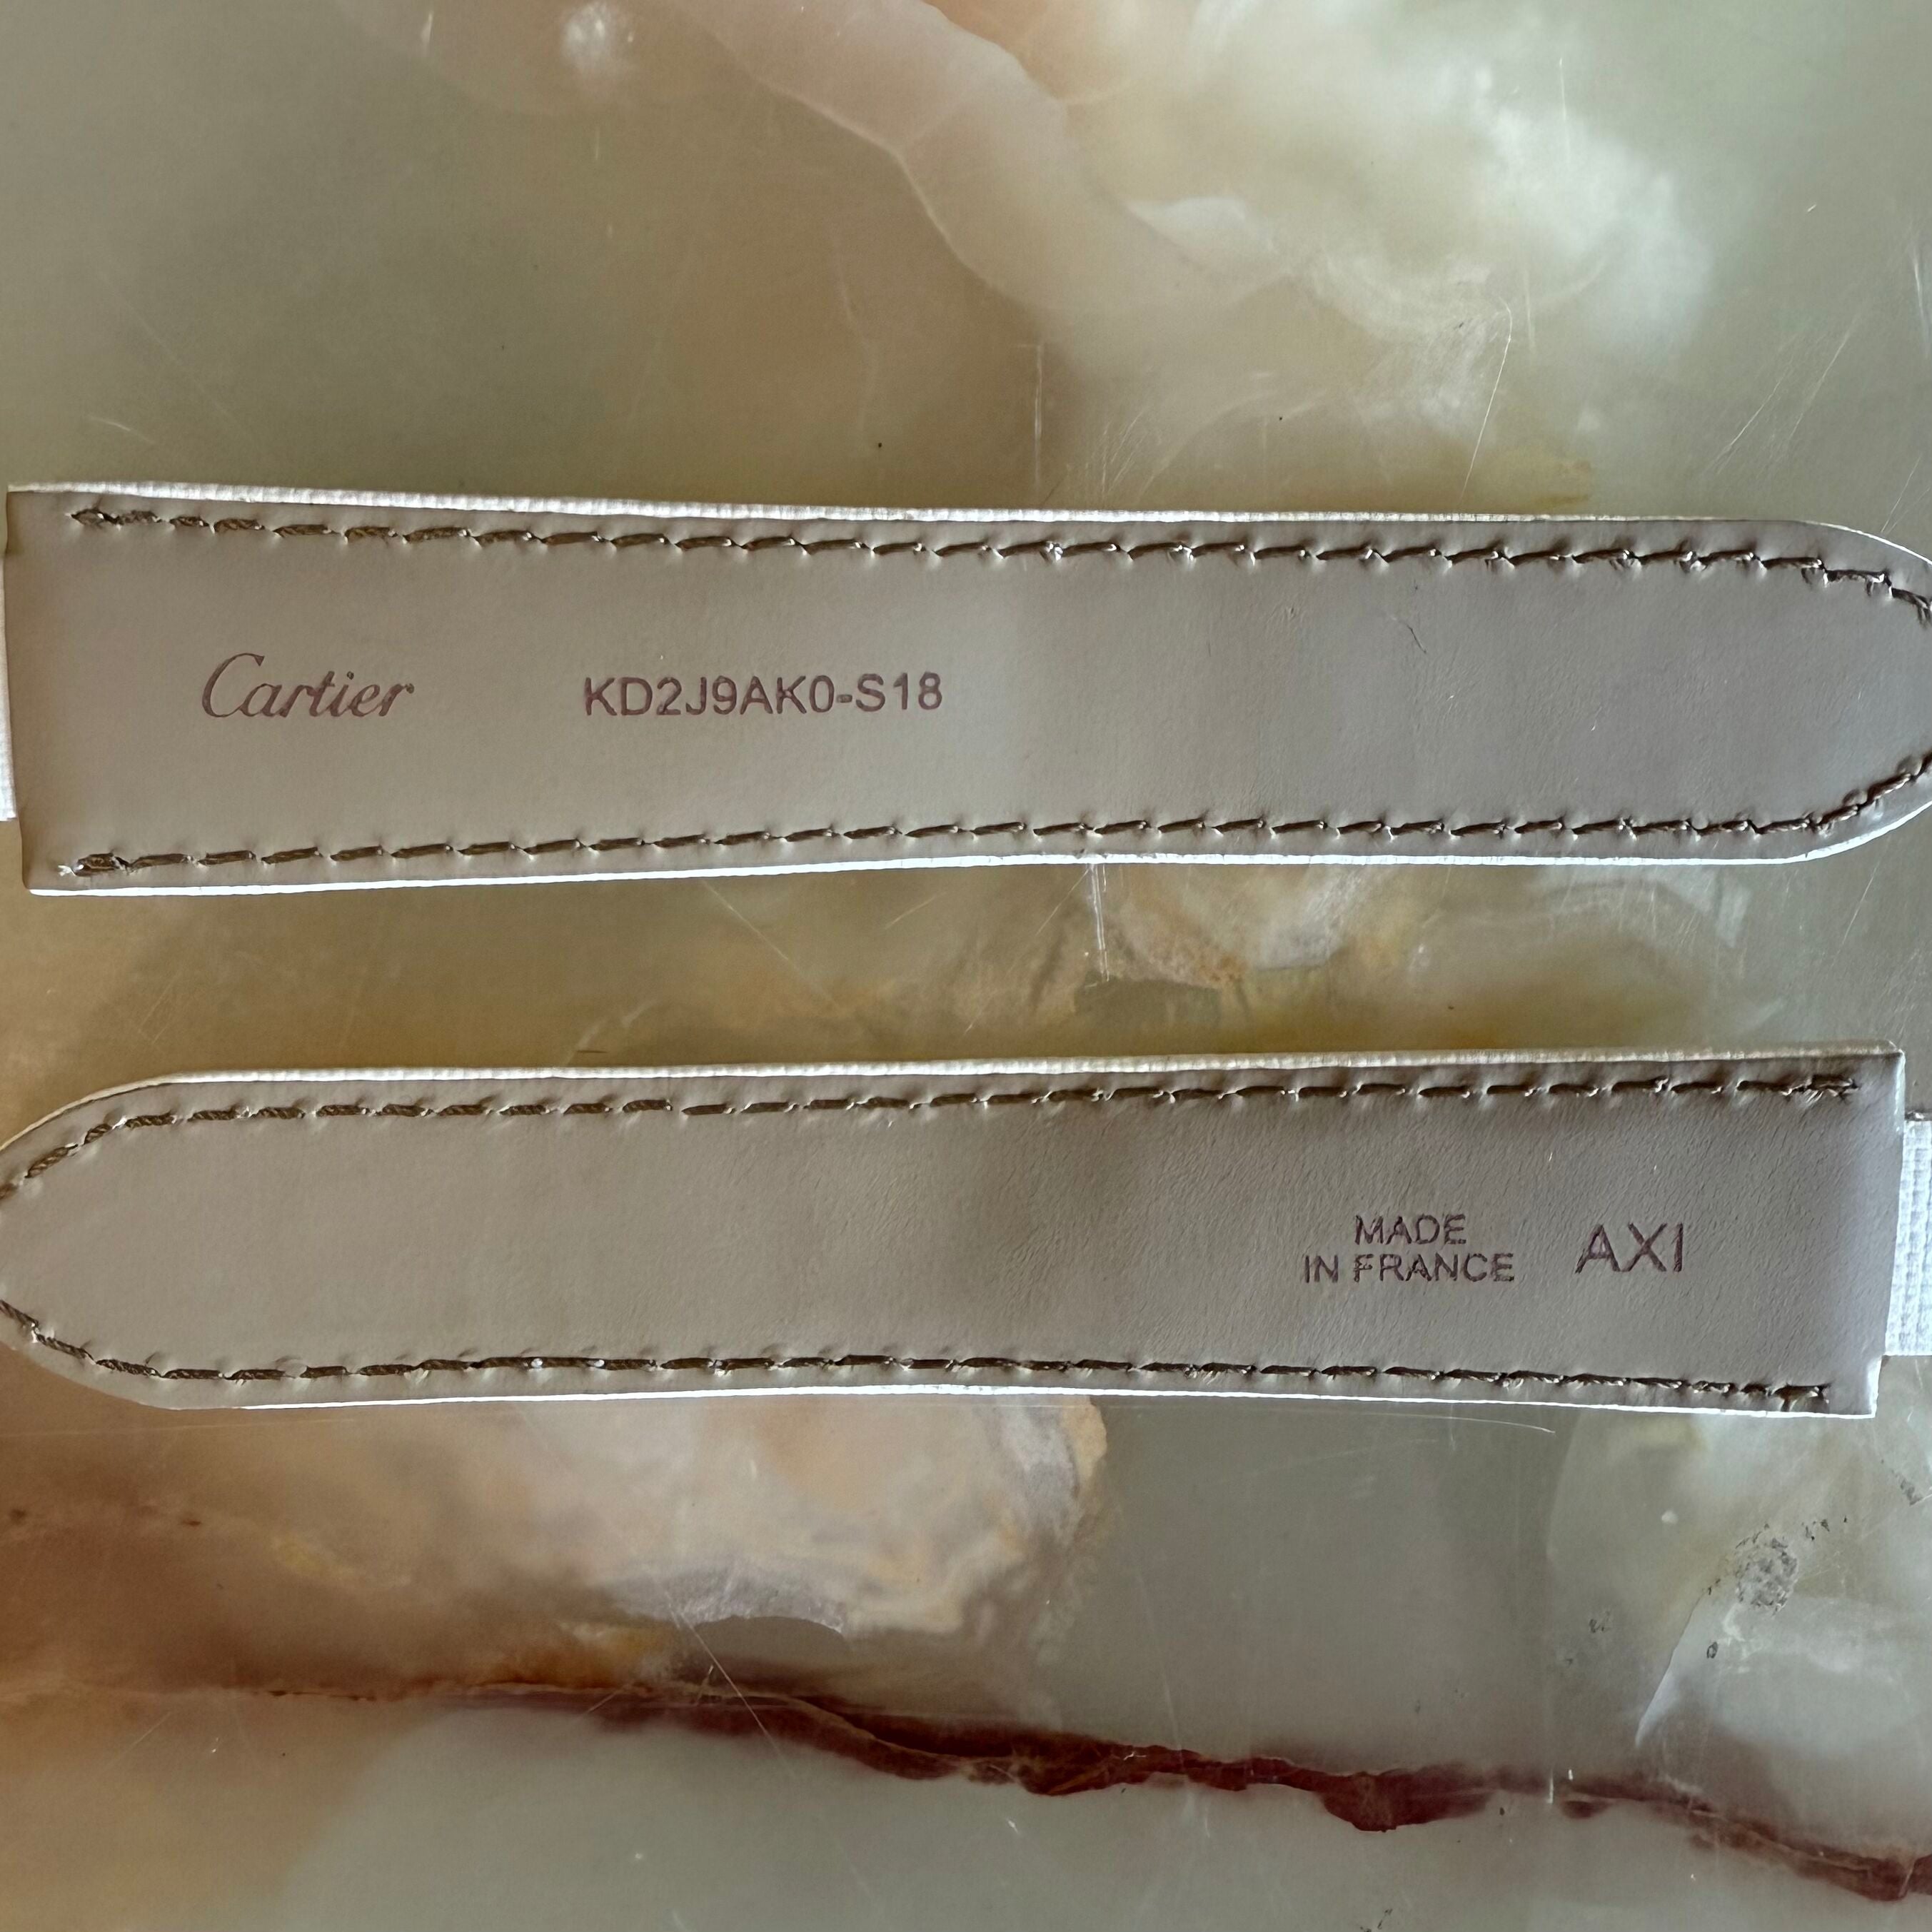 Cartier KD2J9AK0-S18
MADE
IN FRANCE
AXI